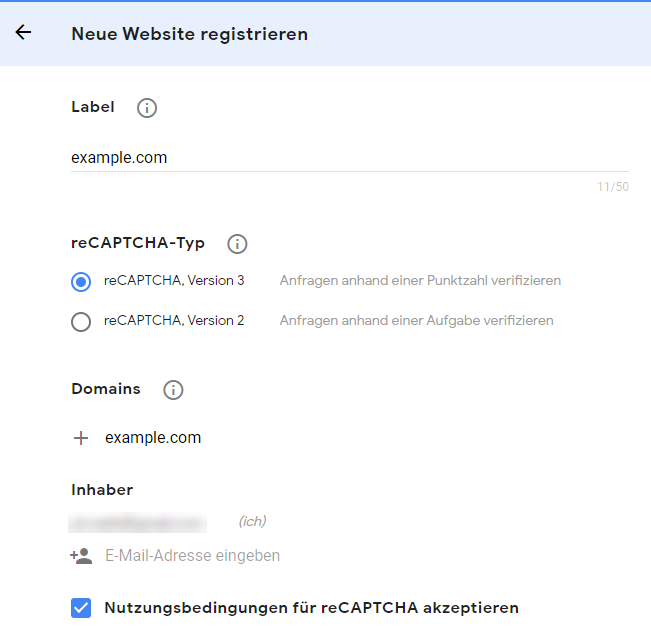 Neue Website registrieren
Label
example.com
11/50
reCAPTCHA-Typ
reCAPTCHA, Version 3 Anfragen anhand einer Punktzahl verifizieren
reCAPTCHA, Version 2 Anfragen anhand einer Aufgabe verifizieren
Domains
example.com
Inhaber
(ich)
E-Mail-Adresse eingeben
Nutzungsbedingungen für reCAPTCHA akzeptieren